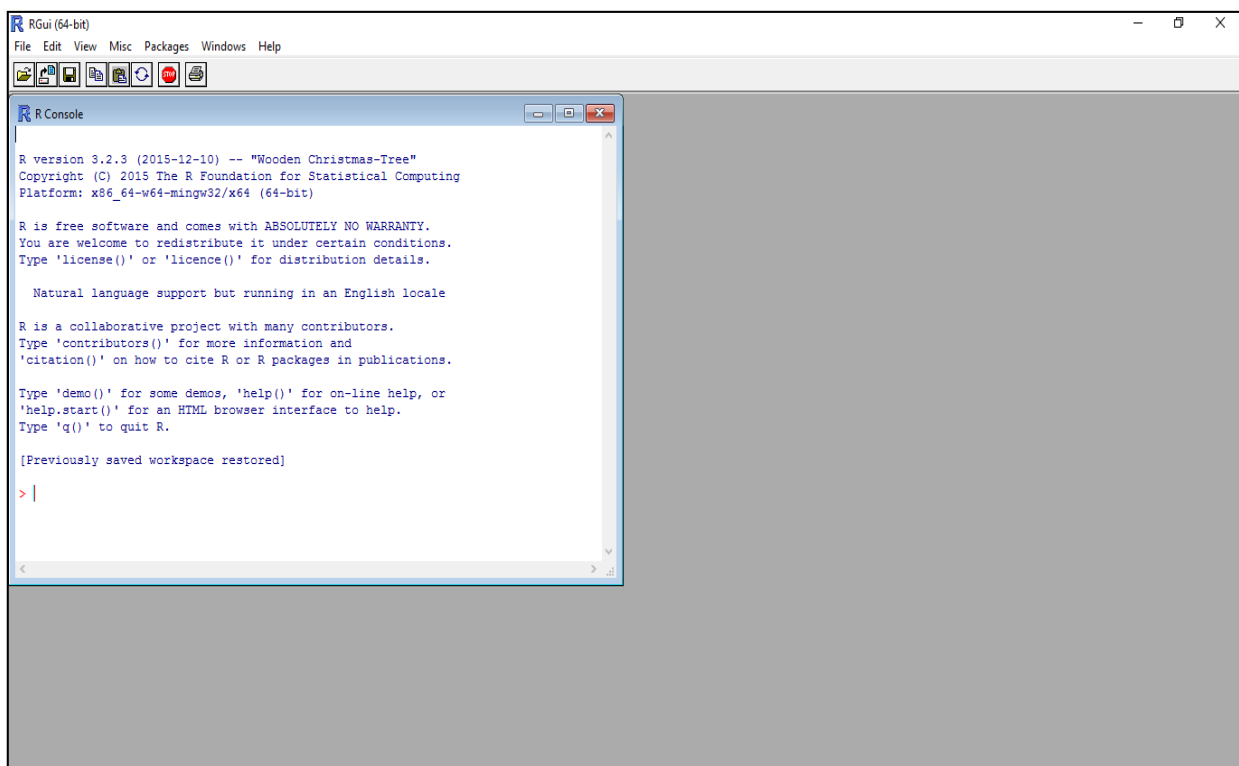 RGui (64-bit)
File Edit View Misc Packages Windows Help
STOP
R Console
R version 3.2.3 (2015-12-10) -- "Wooden Christmas-Tree"
Copyright (C) 2015 The R Foundation for Statistical Computing
Platform: x86_64-w64-mingw32/x64 (64-bit)
R is free software and comes with ABSOLUTELY NO WARRANTY.
You are welcome to redistribute it under certain conditions.
Type 'license()' or 'licence()' for distribution details.
Natural language support but running in an English locale
R is a collaborative project with many contributors.
Type 'contributors()' for more information and
'citation()' on how to cite R or R packages in publications.
Type 'demo()' for some demos, 'help()' for on-line help, or
'help.start()' for an HTML browser interface to help.
Type 'q()' to quit R.
[Previously saved workspace restored]
>